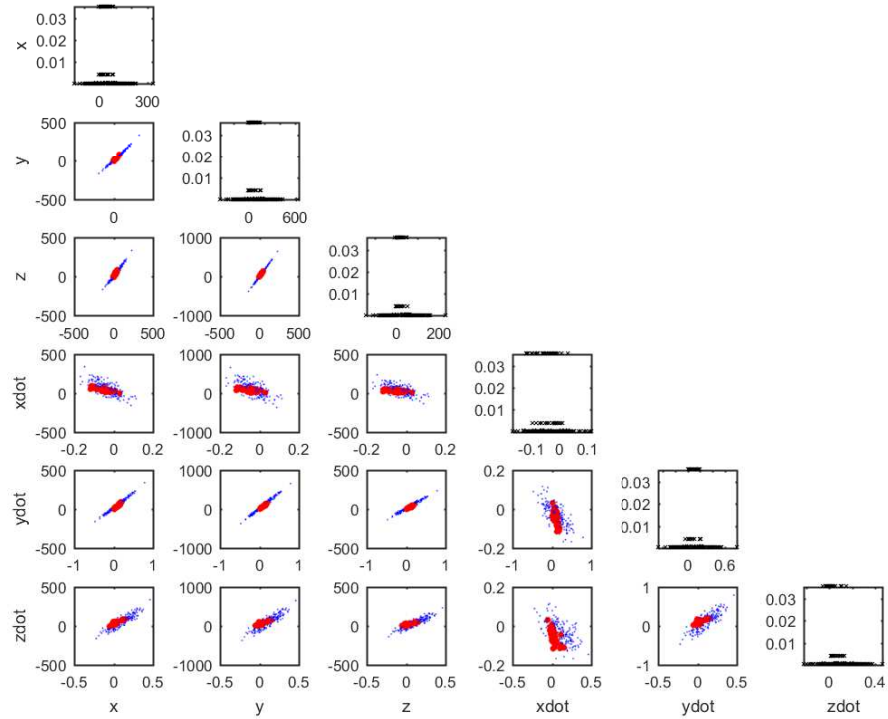 0.03
x 0.02
0.01
0 300
500 0.03
y 0 0.02
0.01
-500
0 0 600
500 1000 0.03
z 0 0 0.02
0.01
-500 -1000
-500 0 500 -500 0 500 0 200
500 1000 500 0.03
xdot 0 0 0 0.02
0.01
-500 -1000 -500
-0.2 0 0.2 -0.2 0 0.2 -0.2 0 0.2 -0.1 0 0.1
500 1000 500 0.2 0.03
ydot 0 0 0 0 0.02
0.01
-500 -1000 -500 -0.2
-1 0 1 -1 0 1 -1 0 1 -1 0 1 0 0.6
500 1000 500 0.2 1 0.03
zdot 0 0 0 0 0 0.02
0.01
-500 -1000 -500 -0.2 -1
-0.5 0 0.5 -0.5 0 0.5 -0.5 0 0.5 -0.5 0 0.5 -0.5 0 0.5 0 0.4
x y z xdot ydot zdot